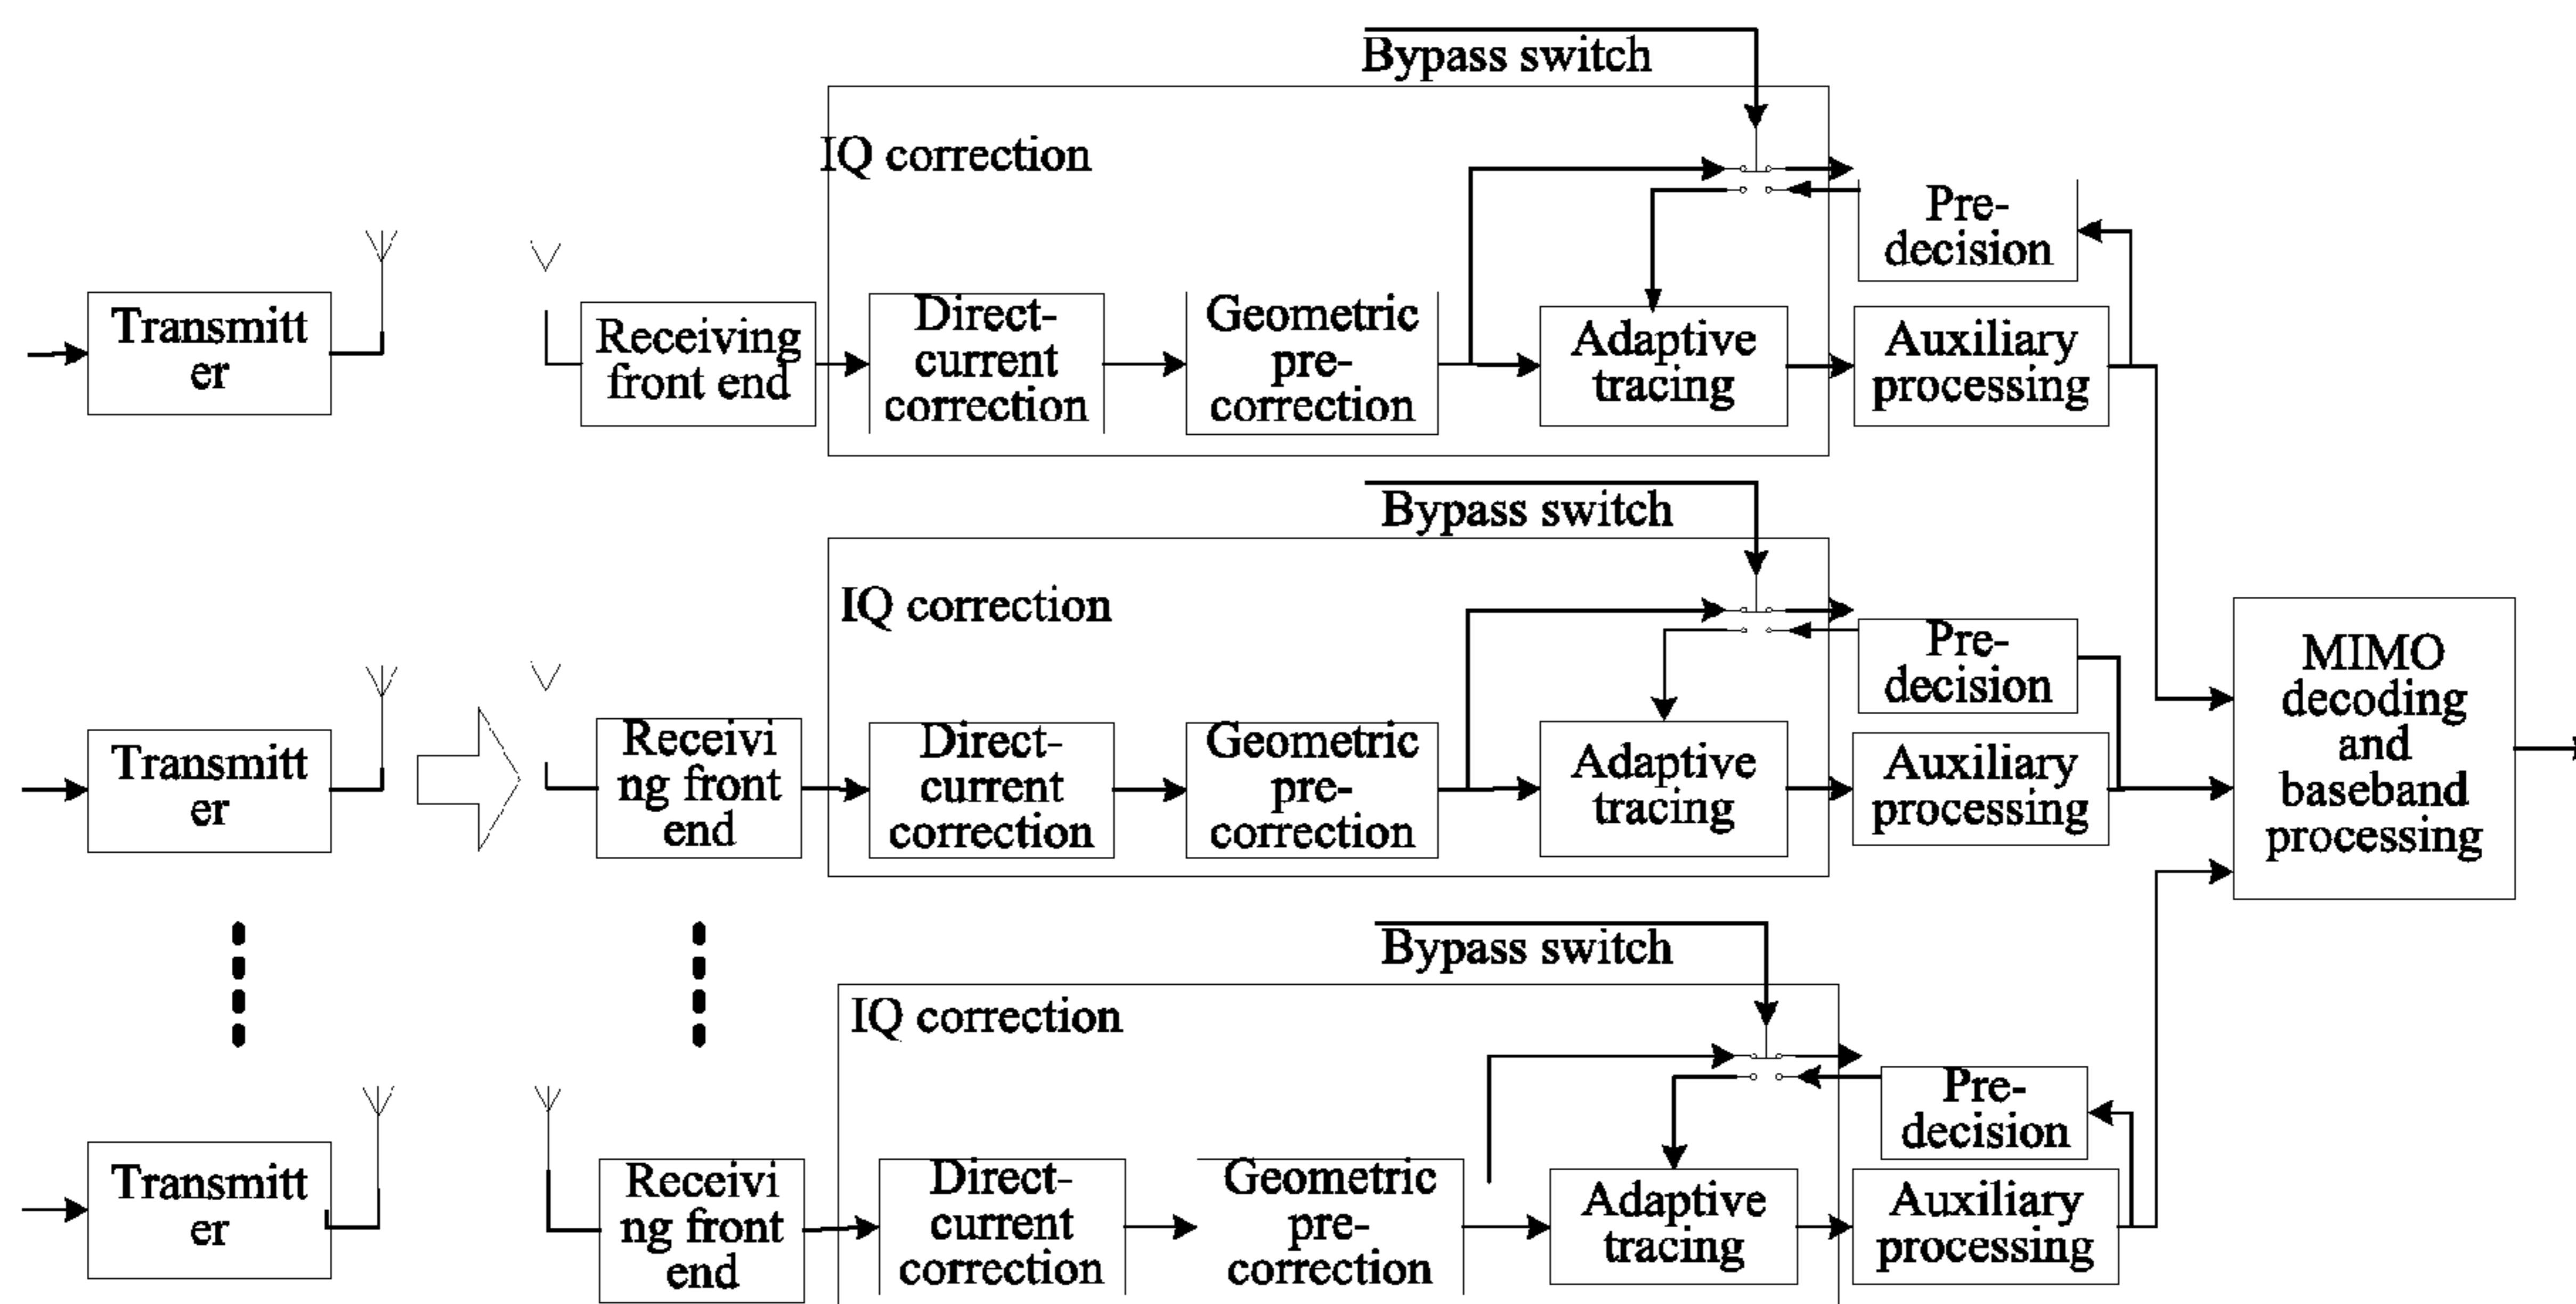 Bypass switch
IQ correction
Transmitt
er
Receiving
front end
Direct-
current
correction
Geometric
pre-
correction
Adaptive
tracing
Pre-
decision
Auxiliary
processing
Bypass switch
IQ correction
Transmitt
er
Receivi
ng front
end
Direct-
current
correction
Geometric
pre-
correction
Adaptive
tracing
Pre-
decision
Auxiliary
processing
MIMO
decoding
and
baseband
processing
Bypass switch
IQ correction
Transmitt
er
Receivi
ng front
end
Direct-
current
correction
Geometric
pre-
correction
Adaptive
tracing
Pre-
decision
Auxiliary
processing